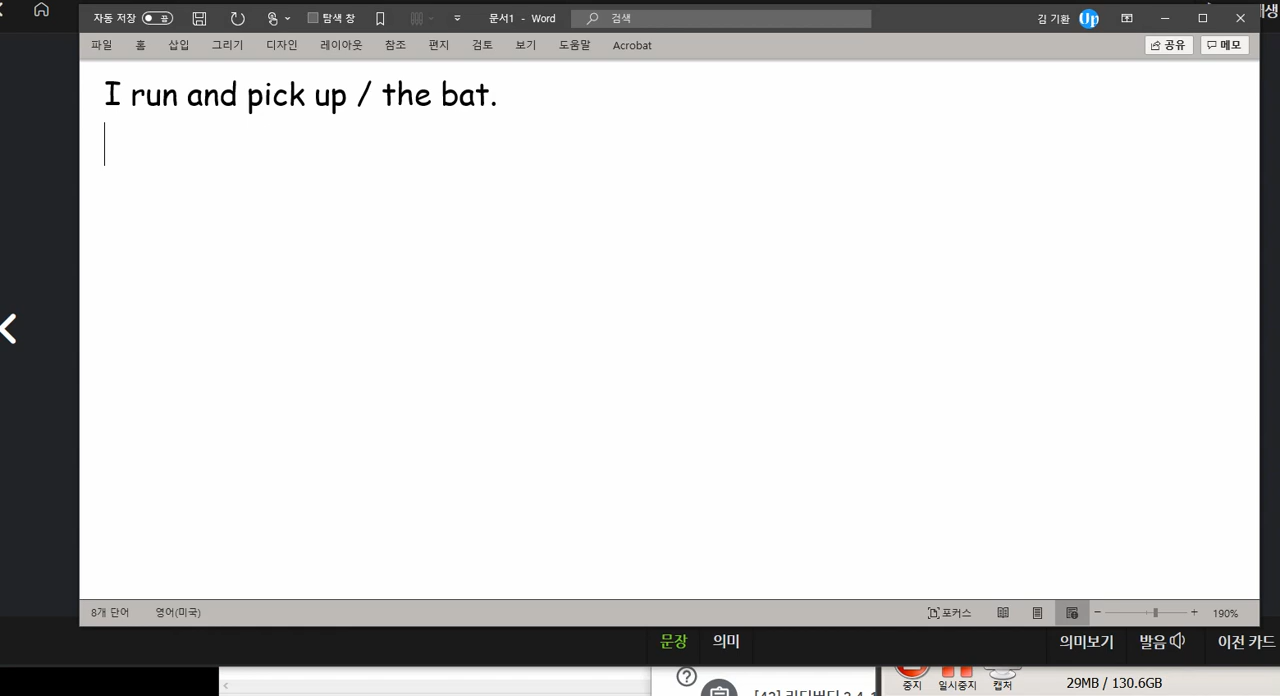 자동 저장 끔 탐색 창 문서1 - Word 검색 김 기환 Up
파일 홈 삽입 그리기 디자인 레이아웃 참조 편지 검토 보기 도움말 Acrobat 공유 메모
I run and pick up / the bat.
8개 단어 영어(미국) 포커스 190%
문장 의미 의미보기 발음 이전 카드
중지 일시중지 캡처 29MB / 130.6GB